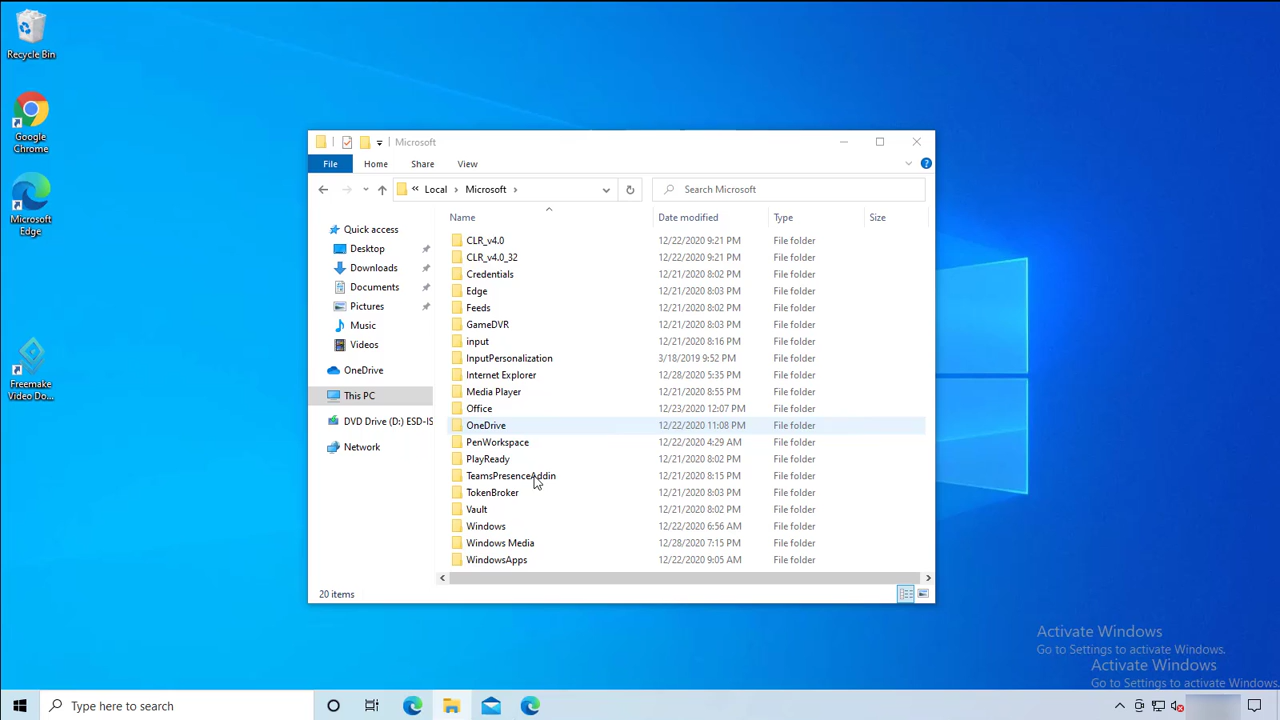 Recycle Bin
Google
Chrome
Microsoft
Edge
Freemake
Video Do...
Microsoft
File Home Share View
« Local › Microsoft ›
Search Microsoft
Name Date modified Type Size
Quick access
Desktop
Downloads
Documents
Pictures
Music
Videos
OneDrive
This PC
DVD Drive (D:) ESD-IS
Network
CLR_v4.0 12/22/2020 9:21 PM File folder
CLR_v4.0_32 12/22/2020 9:21 PM File folder
Credentials 12/21/2020 8:02 PM File folder
Edge 12/21/2020 8:03 PM File folder
Feeds 12/21/2020 8:02 PM File folder
GameDVR 12/21/2020 8:03 PM File folder
input 12/21/2020 8:16 PM File folder
InputPersonalization 3/18/2019 9:52 PM File folder
Internet Explorer 12/28/2020 5:35 PM File folder
Media Player 12/21/2020 8:55 PM File folder
Office 12/23/2020 12:07 PM File folder
OneDrive 12/22/2020 11:08 PM File folder
PenWorkspace 12/22/2020 4:29 AM File folder
PlayReady 12/21/2020 8:02 PM File folder
TeamsPresenceAddin 12/21/2020 8:15 PM File folder
TokenBroker 12/21/2020 8:03 PM File folder
Vault 12/21/2020 8:02 PM File folder
Windows 12/22/2020 6:56 AM File folder
Windows Media 12/28/2020 7:15 PM File folder
WindowsApps 12/22/2020 9:05 AM File folder
20 items
Activate Windows
Go to Settings to activate Windows.
Activate Windows
Go to Settings to activate Windows.
Type here to search